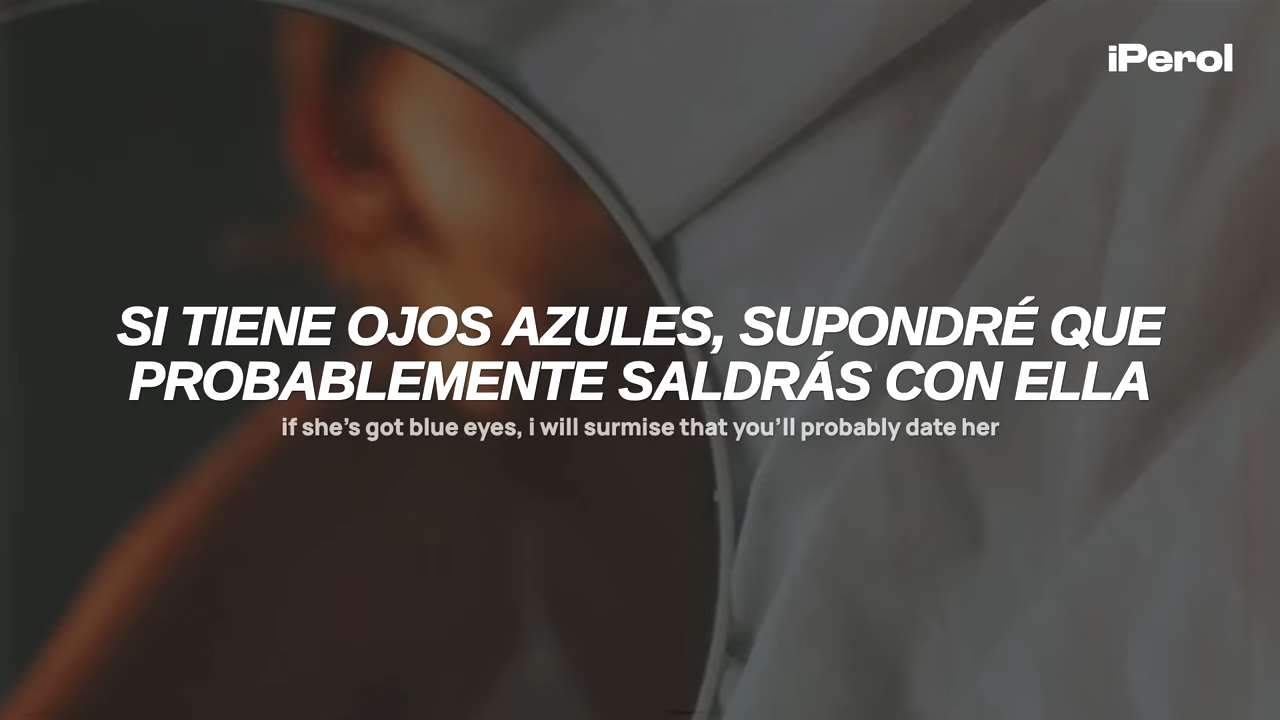 iPerol
SI TIENE OJOS AZULES, SUPONDRÉ QUE
PROBABLEMENTE SALDRÁS CON ELLA
if she's got blue eyes, i will surmise that you'll probably date her